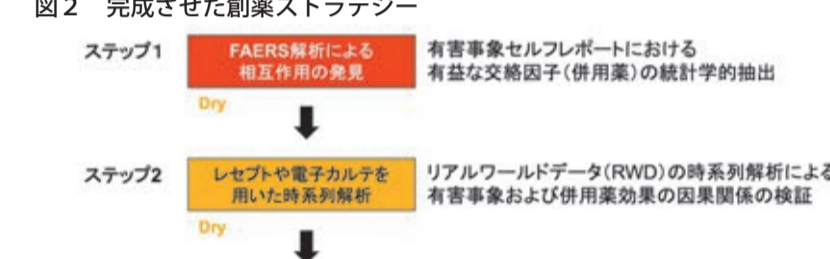 図2 完成させた創薬ストラテジー
ステップ1
FAERS解析による
相互作用の発見
有害事象セルフレポートにおける
有益な交絡因子(併用薬)の統計学的抽出
Dry
ステップ2
レセプトや電子カルテを
用いた時系列解析
リアルワールドデータ(RWD)の時系列解析による
有害事象および併用薬効果の因果関係の検証
Dry